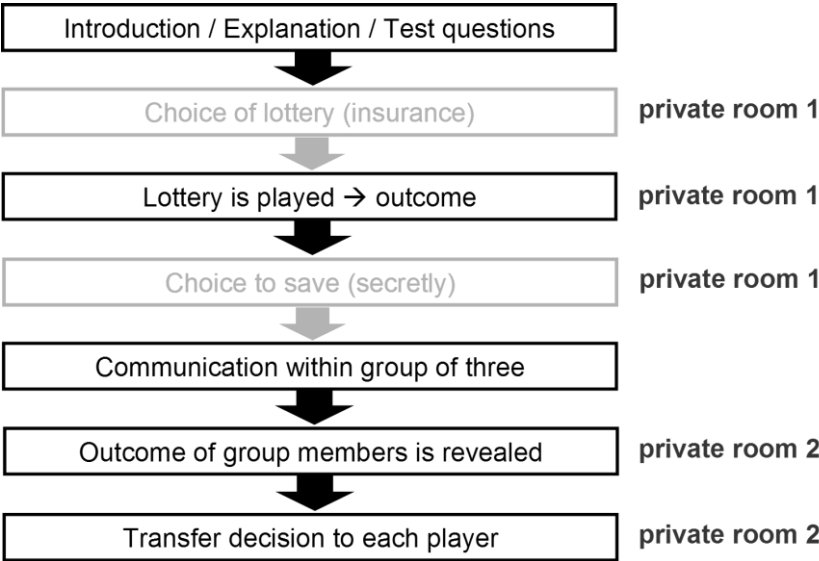 Introduction / Explanation / Test questions
Choice of lottery (insurance) private room 1
Lottery is played → outcome private room 1
Choice to save (secretly) private room 1
Communication within group of three
Outcome of group members is revealed private room 2
Transfer decision to each player private room 2